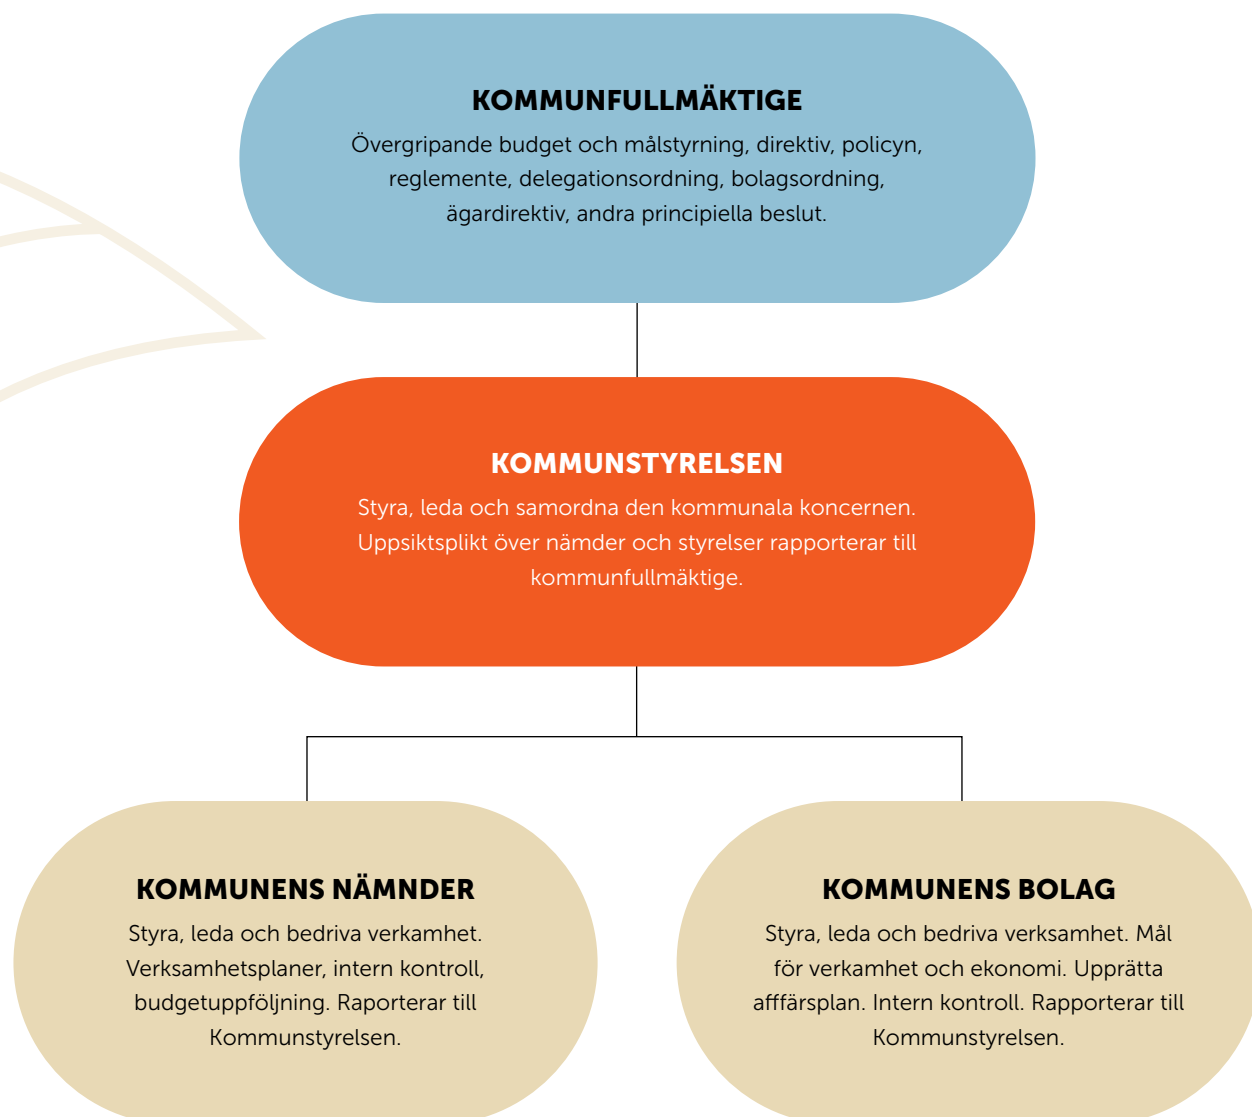 KOMMUNFULLMÄKTIGE
Övergripande budget och målstyrning, direktiv, policyn,
reglemente, delegationsordning, bolagsordning,
ägardirektiv, andra principiella beslut.
KOMMUNSTYRELSEN
Styra, leda och samordna den kommunala koncernen.
Uppsiktsplikt över nämder och styrelser rapporterar till
kommunfullmäktige.
KOMMUNENS NÄMNDER
Styra, leda och bedriva verkamhet.
Verksamhetsplaner, intern kontroll,
budgetuppföljning. Raporterar till
Kommunstyrelsen.
KOMMUNENS BOLAG
Styra, leda och bedriva verksamhet. Mål
för verkamhet och ekonomi. Upprätta
afffärsplan. Intern kontroll. Rapporterar till
Kommunstyrelsen.